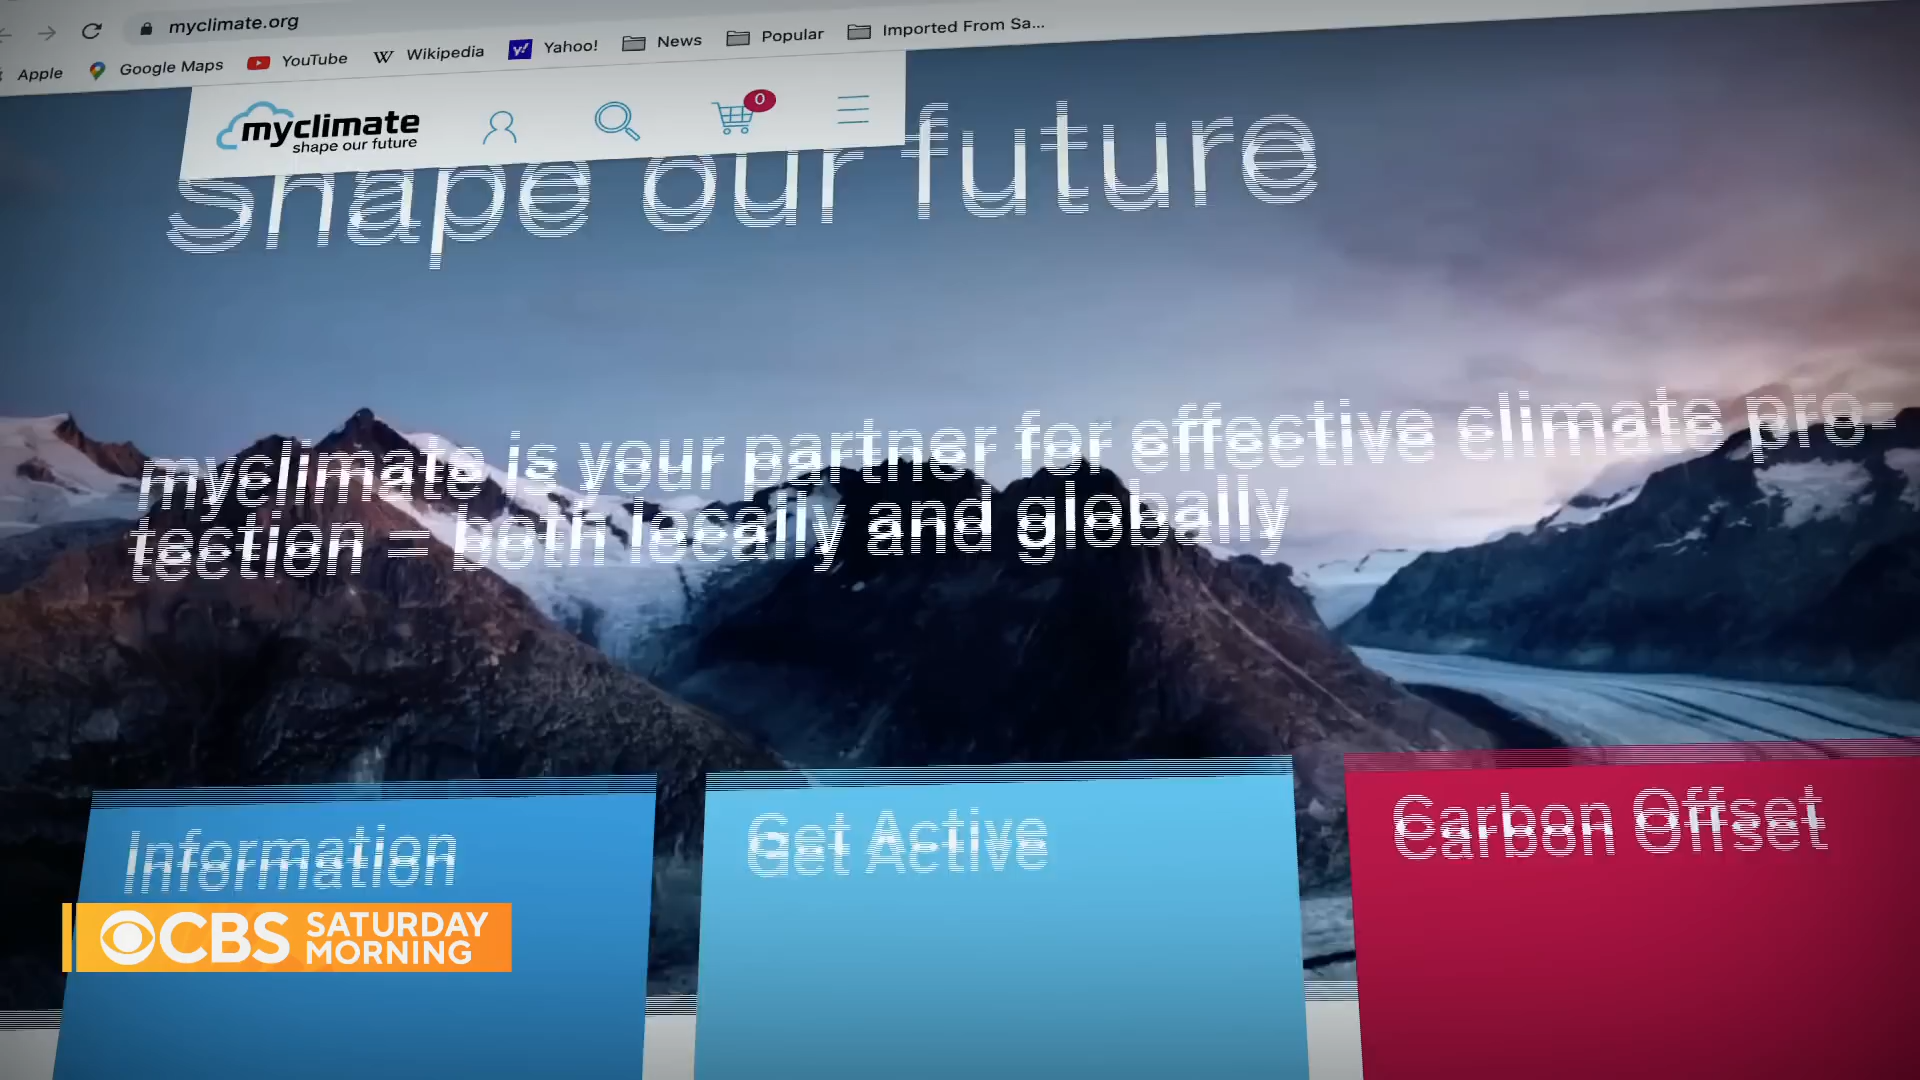 myclimate.org
Apple Google Maps YouTube Wikipedia Yahoo! News Popular Imported From Sa...
myclimate
shape our future
0
Shape our future
myclimate is your partner for effective climate pro-
tection = both locally and globally
Information
Get Active
Carbon Offset
CBS SATURDAY
MORNING